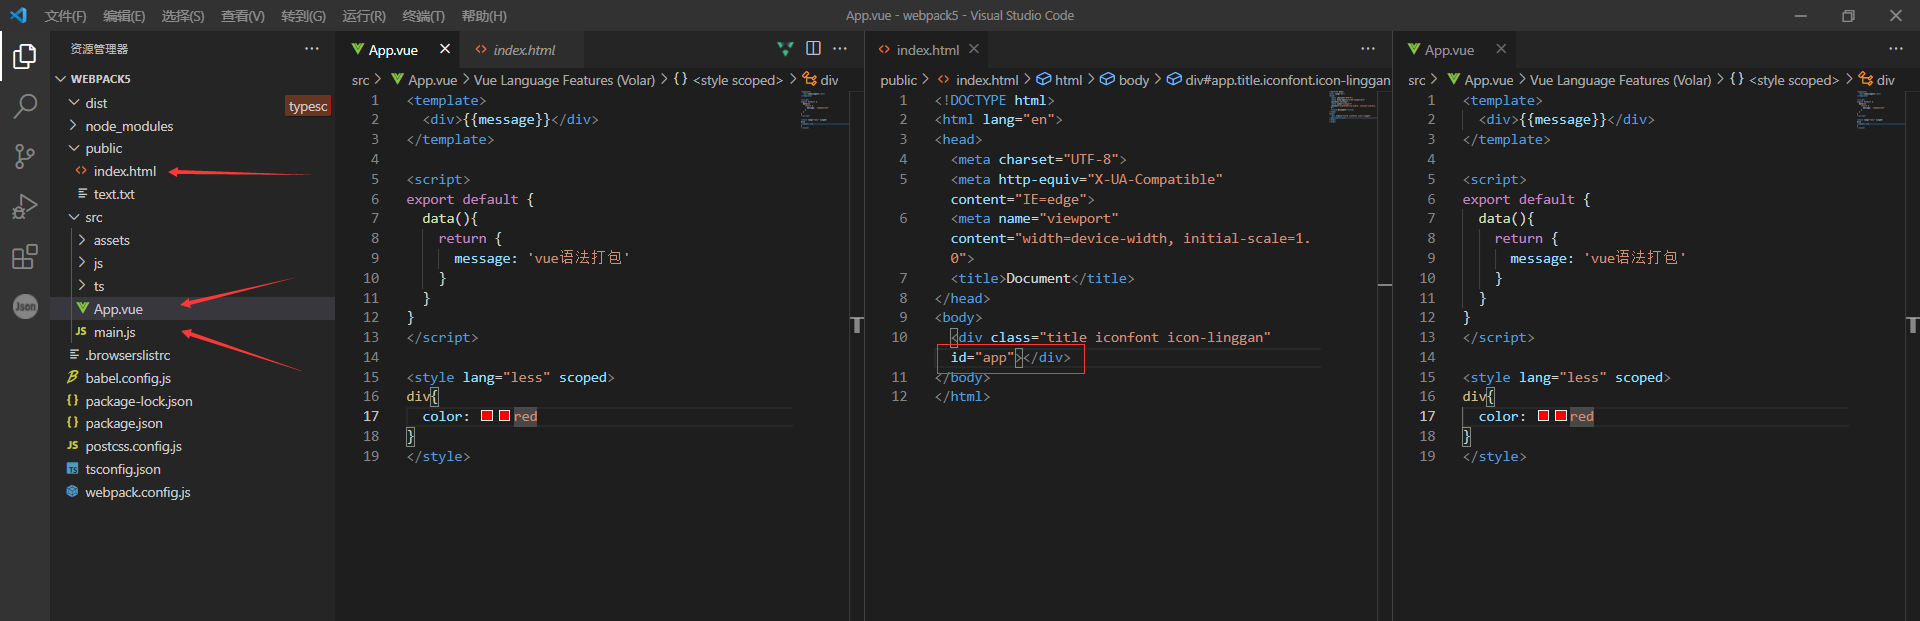 文件(F) 编辑(E) 选择(S) 查看(V) 转到(G) 运行(R) 终端(T) 帮助(H)
App.vue - webpack5 - Visual Studio Code
资源管理器
WEBPACK5
dist
typesc
node_modules
public
index.html
text.txt
src
assets
js
ts
App.vue
main.js
.browserslistrc
babel.config.js
package-lock.json
package.json
postcss.config.js
tsconfig.json
webpack.config.js
Json
App.vue index.html
src > App.vue > Vue Language Features (Volar) > {} <style scoped> > div
1 <template>
2 <div>{{message}}</div>
3 </template>
4
5 <script>
6 export default {
7 data(){
8 return {
9 message: 'vue语法打包'
10 }
11 }
12 }
13 </script>
14
15 <style lang="less" scoped>
16 div{
17 color: red
18 }
19 </style>
index.html
public > index.html > html > body > div#app.title.iconfont.icon-linggan
1 <!DOCTYPE html>
2 <html lang="en">
3 <head>
4 <meta charset="UTF-8">
5 <meta http-equiv="X-UA-Compatible"
content="IE=edge">
6 <meta name="viewport"
content="width=device-width, initial-scale=1.
0">
7 <title>Document</title>
8 </head>
9 <body>
10 <div class="title iconfont icon-linggan"
id="app"></div>
11 </body>
12 </html>
App.vue
src > App.vue > Vue Language Features (Volar) > {} <style scoped> > div
1 <template>
2 <div>{{message}}</div>
3 </template>
4
5 <script>
6 export default {
7 data(){
8 return {
9 message: 'vue语法打包'
10 }
11 }
12 }
13 </script>
14
15 <style lang="less" scoped>
16 div{
17 color: red
18 }
19 </style>